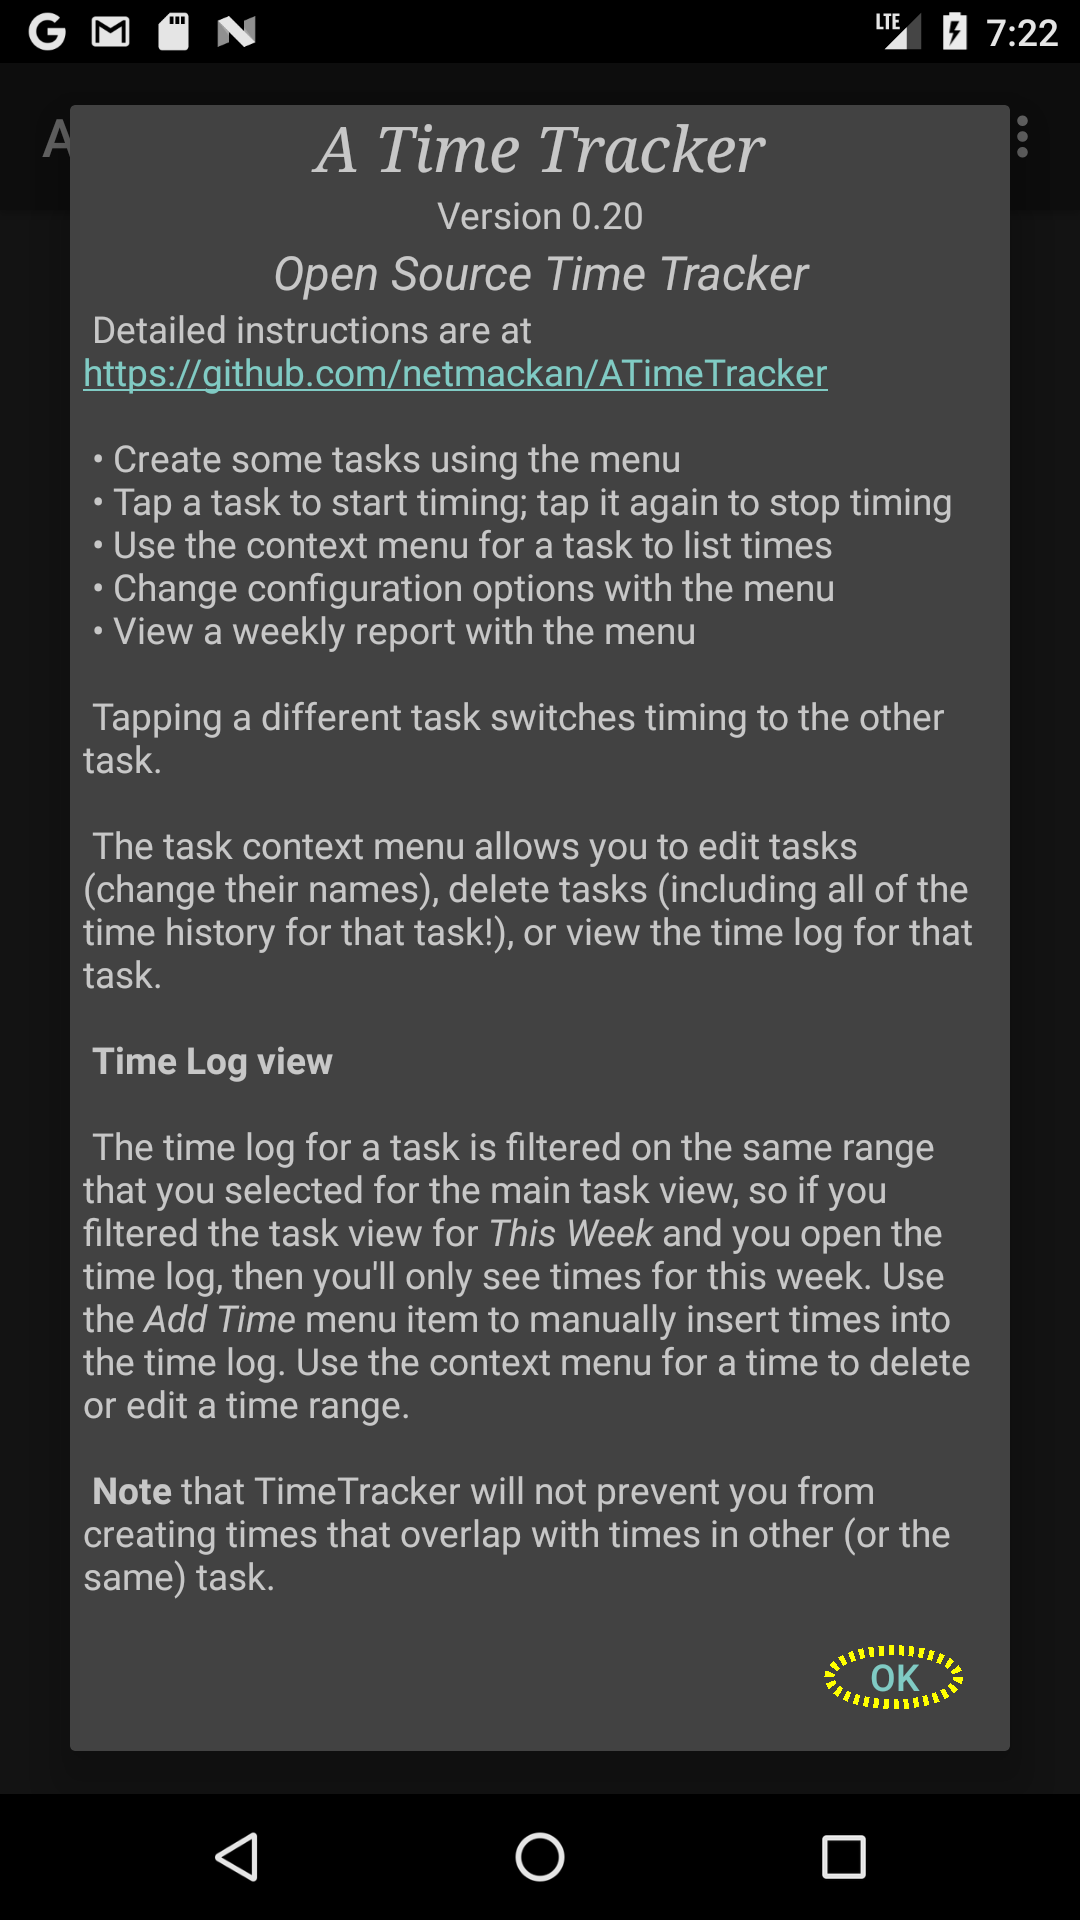 LTE 7:22
A
A Time Tracker
Version 0.20
Open Source Time Tracker
Detailed instructions are at
https://github.com/netmackan/ATimeTracker
• Create some tasks using the menu
• Tap a task to start timing; tap it again to stop timing
• Use the context menu for a task to list times
• Change configuration options with the menu
• View a weekly report with the menu
Tapping a different task switches timing to the other
task.
The task context menu allows you to edit tasks
(change their names), delete tasks (including all of the
time history for that task!), or view the time log for that
task.
Time Log view
The time log for a task is filtered on the same range
that you selected for the main task view, so if you
filtered the task view for This Week and you open the
time log, then you'll only see times for this week. Use
the Add Time menu item to manually insert times into
the time log. Use the context menu for a time to delete
or edit a time range.
Note that TimeTracker will not prevent you from
creating times that overlap with times in other (or the
same) task.
OK